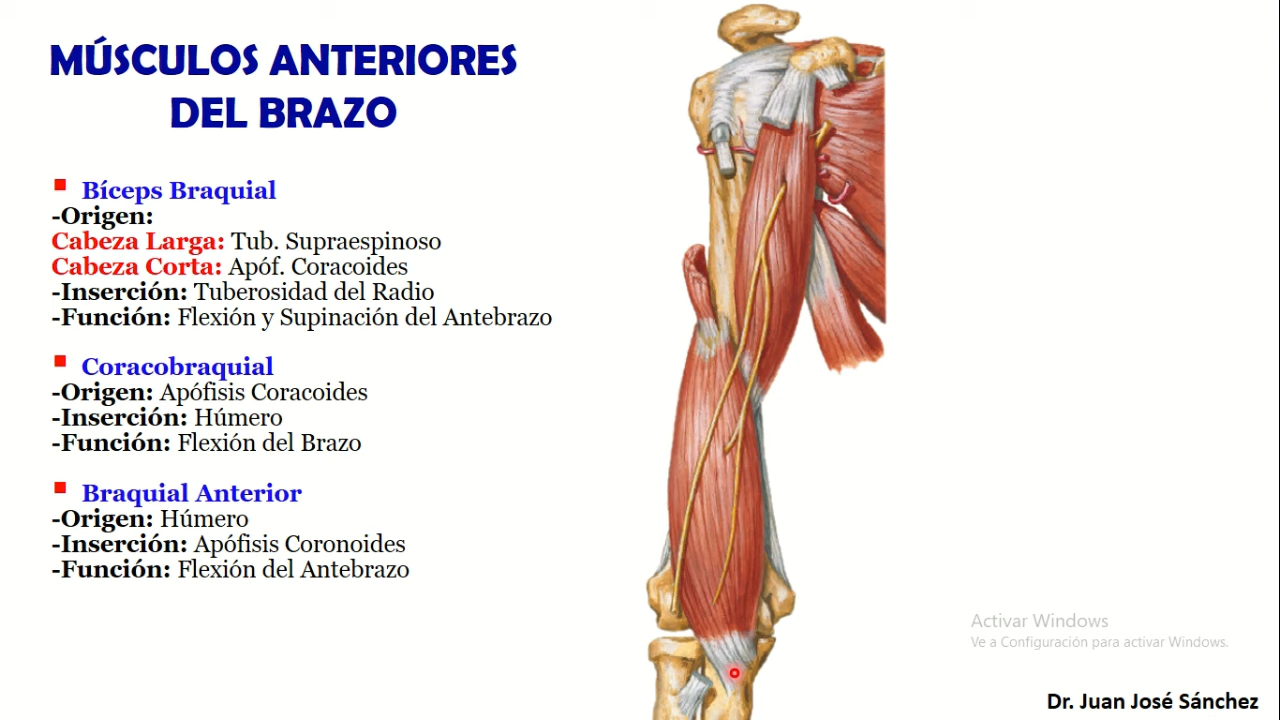 MÚSCULOS ANTERIORES
DEL BRAZO
Bíceps Braquial
-Origen:
Cabeza Larga: Tub. Supraespinoso
Cabeza Corta: Apóf. Coracoides
-Inserción: Tuberosidad del Radio
-Función: Flexión y Supinación del Antebrazo
Coracobraquial
-Origen: Apófisis Coracoides
-Inserción: Húmero
-Función: Flexión del Brazo
Braquial Anterior
-Origen: Húmero
-Inserción: Apófisis Coronoides
-Función: Flexión del Antebrazo
Activar Windows
Ve a Configuración para activar Windows.
Dr. Juan José Sánchez